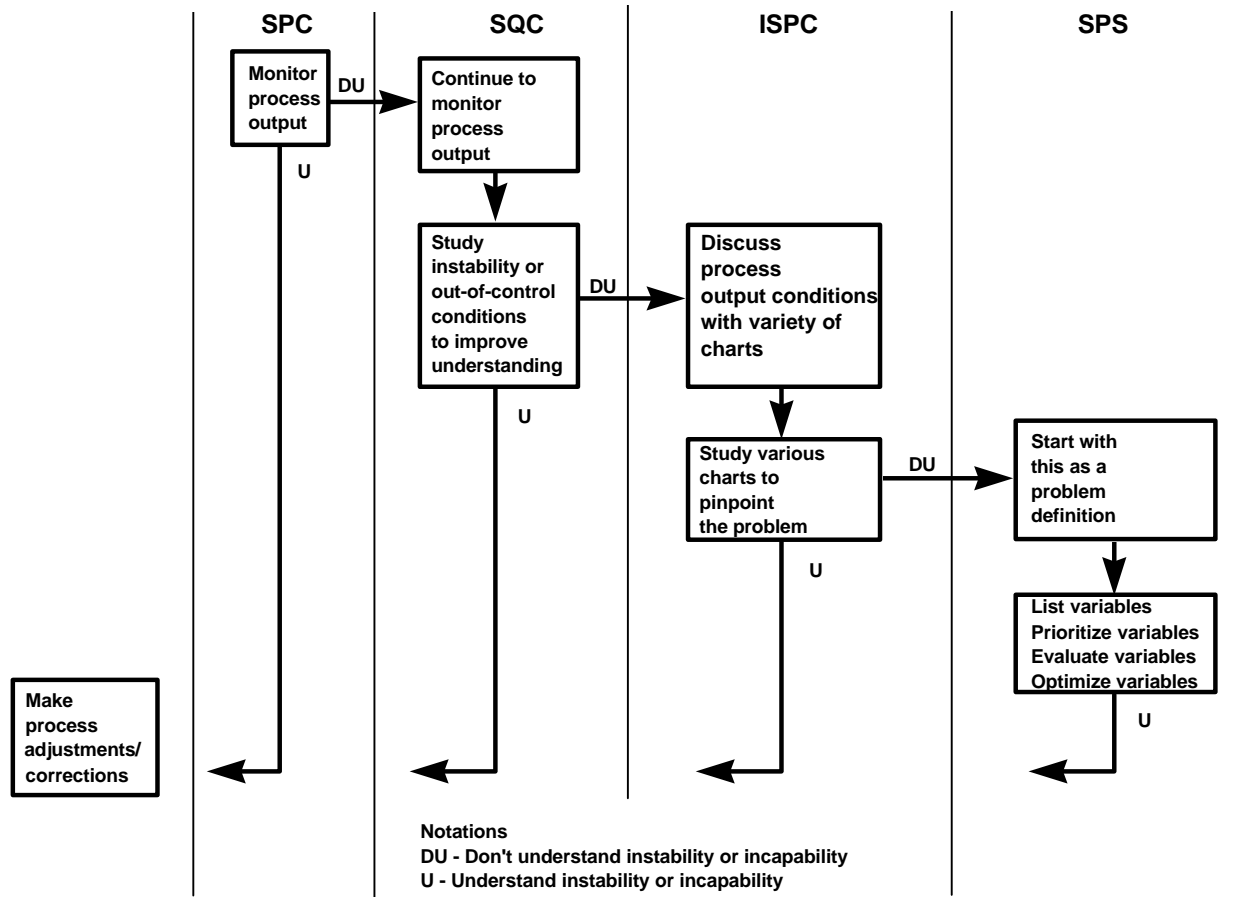 SPC
SQC
ISPC
SPS
Monitor
process
output
DU
U
Continue to
monitor
process
output
Study
instability or
out-of-control
conditions
to improve
understanding
DU
U
Discuss
process
output conditions
with variety of
charts
Study various
charts to
pinpoint
the problem
DU
U
Start with
this as a
problem
definition
List variables
Prioritize variables
Evaluate variables
Optimize variables
U
Make
process
adjustments/
corrections
Notations
DU - Don't understand instability or incapability
U - Understand instability or incapability